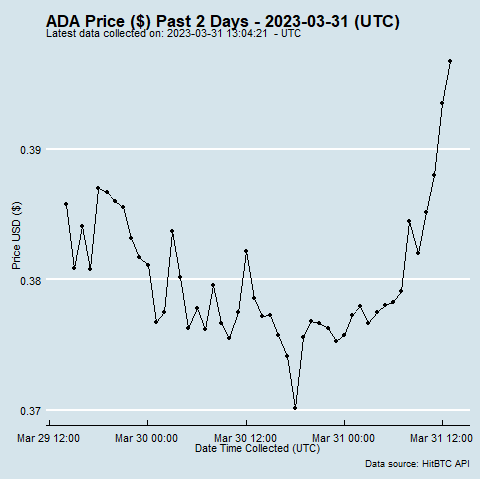 ADA Price ($) Past 2 Days - 2023-03-31 (UTC)
Latest data collected on: 2023-03-31 13:04:21 - UTC
0.39
0.38
0.37
Price USD ($)
Mar 29 12:00 Mar 30 00:00 Mar 30 12:00 Mar 31 00:00 Mar 31 12:00
Date Time Collected (UTC)
Data source: HitBTC API